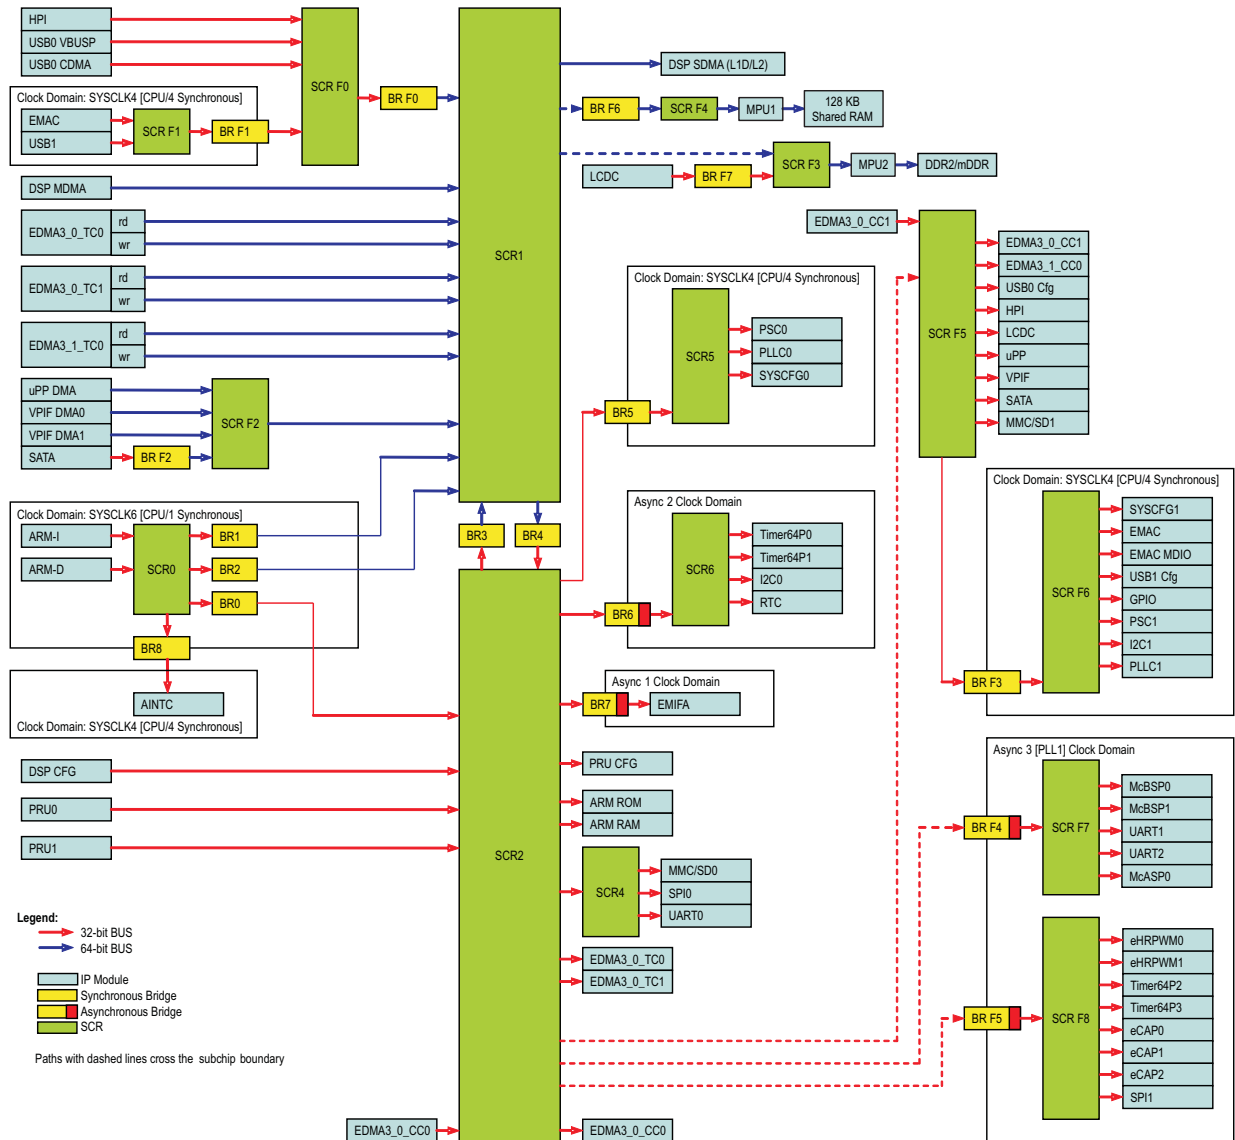 HPI
USB0 VBUSP
USB0 CDMA
SCR F0
BR F0
Clock Domain: SYSCLK4 [CPU/4 Synchronous]
EMAC
USB1
SCR F1
BR F1
DSP MDMA
EDMA3_0_TC0
rd
wr
EDMA3_0_TC1
rd
wr
EDMA3_1_TC0
rd
wr
uPP DMA
VPIF DMA0
VPIF DMA1
SATA
BR F2
SCR F2
SCR1
DSP SDMA (L1D/L2)
BR F6
SCR F4
MPU1
128 KB
Shared RAM
LCDC
BR F7
SCR F3
MPU2
DDR2/mDDR
EDMA3_0_CC1
SCR F5
EDMA3_0_CC1
EDMA3_1_CC0
USB0 Cfg
HPI
LCDC
uPP
VPIF
SATA
MMC/SD1
Clock Domain: SYSCLK4 [CPU/4 Synchronous]
BR5
SCR5
PSC0
PLLC0
SYSCFG0
Clock Domain: SYSCLK6 [CPU/1 Synchronous]
ARM-I
ARM-D
SCR0
BR1
BR2
BR0
BR8
AINTC
Clock Domain: SYSCLK4 [CPU/4 Synchronous]
BR3
BR4
Async 2 Clock Domain
BR6
SCR6
Timer64P0
Timer64P1
I2C0
RTC
Clock Domain: SYSCLK4 [CPU/4 Synchronous]
BR F3
SCR F6
SYSCFG1
EMAC
EMAC MDIO
USB1 Cfg
GPIO
PSC1
I2C1
PLLC1
Async 1 Clock Domain
BR7
EMIFA
DSP CFG
PRU0
PRU1
SCR2
PRU CFG
ARM ROM
ARM RAM
SCR4
MMC/SD0
SPI0
UART0
EDMA3_0_TC0
EDMA3_0_TC1
Async 3 [PLL1] Clock Domain
BR F4
SCR F7
McBSP0
McBSP1
UART1
UART2
McASP0
BR F5
SCR F8
eHRPWM0
eHRPWM1
Timer64P2
Timer64P3
eCAP0
eCAP1
eCAP2
SPI1
Legend:
32-bit BUS
64-bit BUS
IP Module
Synchronous Bridge
Asynchronous Bridge
SCR
Paths with dashed lines cross the subchip boundary
EDMA3_0_CC0
EDMA3_0_CC0